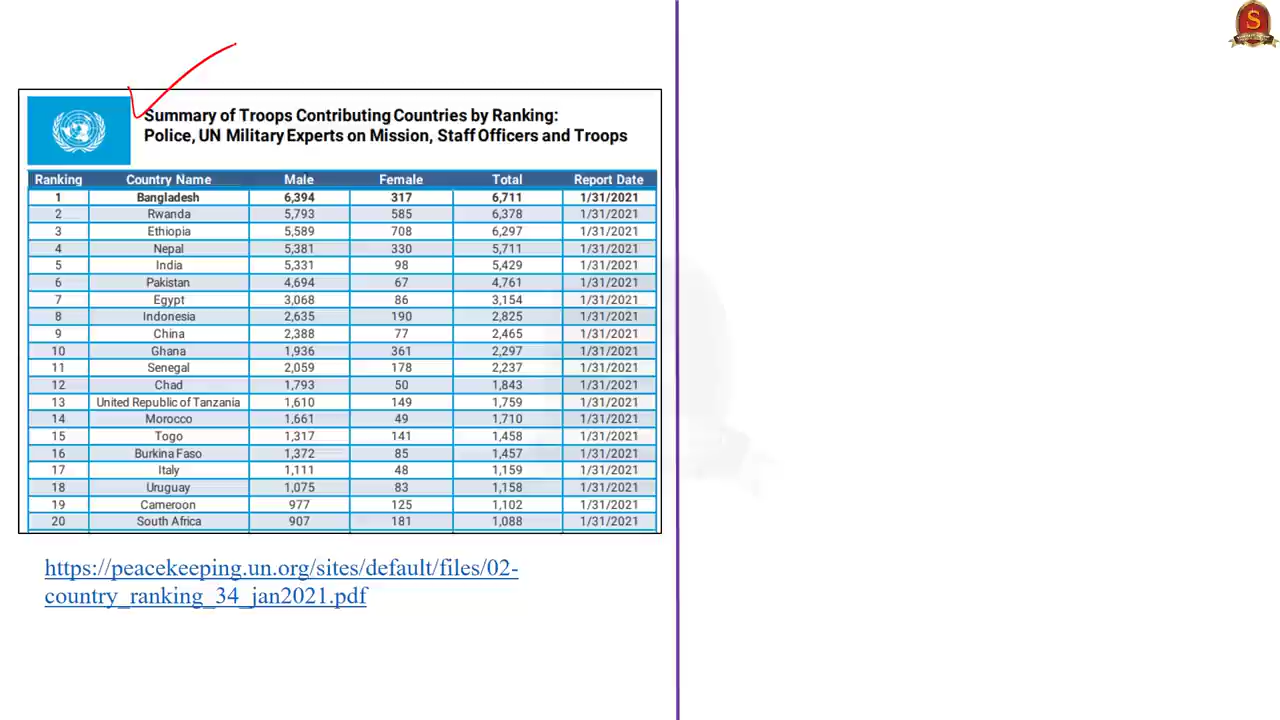 Summary of Troops Contributing Countries by Ranking:
Police, UN Military Experts on Mission, Staff Officers and Troops
Ranking Country Name Male Female Total Report Date
1 Bangladesh 6,394 317 6,711 1/31/2021
2 Rwanda 5,793 585 6,378 1/31/2021
3 Ethiopia 5,589 708 6,297 1/31/2021
4 Nepal 5,381 330 5,711 1/31/2021
5 India 5,331 98 5,429 1/31/2021
6 Pakistan 4,694 67 4,761 1/31/2021
7 Egypt 3,068 86 3,154 1/31/2021
8 Indonesia 2,635 190 2,825 1/31/2021
9 China 2,388 77 2,465 1/31/2021
10 Ghana 1,936 361 2,297 1/31/2021
11 Senegal 2,059 178 2,237 1/31/2021
12 Chad 1,793 50 1,843 1/31/2021
13 United Republic of Tanzania 1,610 149 1,759 1/31/2021
14 Morocco 1,661 49 1,710 1/31/2021
15 Togo 1,317 141 1,458 1/31/2021
16 Burkina Faso 1,372 85 1,457 1/31/2021
17 Italy 1,111 48 1,159 1/31/2021
18 Uruguay 1,075 83 1,158 1/31/2021
19 Cameroon 977 125 1,102 1/31/2021
20 South Africa 907 181 1,088 1/31/2021
https://peacekeeping.un.org/sites/default/files/02-
country_ranking_34_jan2021.pdf
S